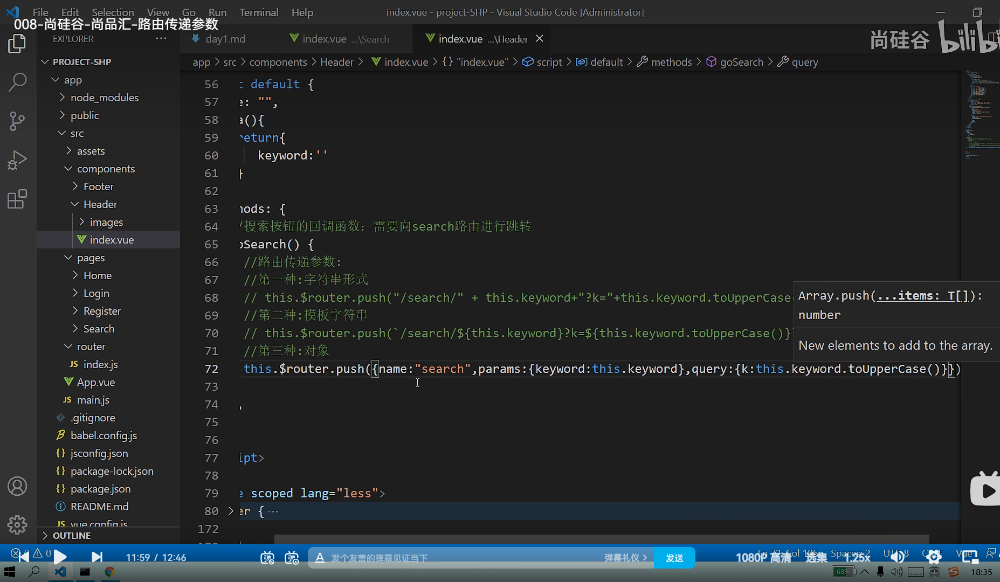 File Edit Selection View Go Run Terminal Help
index.vue - project-SHP - Visual Studio Code [Administrator]
008-尚硅谷-尚品汇-路由传递参数
EXPLORER ···
day1.md
index.vue ...\Search
index.vue ...\Header
尚硅谷 bilib
PROJECT-SHP
app > src > components > Header > index.vue > {} "index.vue" > script > default > methods > goSearch > query
app
node_modules
public
src
assets
components
Footer
Header
images
index.vue
pages
Home
Login
Register
Search
router
JS index.js
App.vue
JS main.js
.gitignore
babel.config.js
{} jsconfig.json
{} package-lock.json
{} package.json
README.md
JS vue.config.js
OUTLINE
56 t default {
57 e: "",
58 a(){
59 return{
60 keyword:''
61 }
62
63 hods: {
64 /搜索按钮的回调函数: 需要向search路由进行跳转
65 oSearch() {
66 //路由传递参数:
67 //第一种:字符串形式
68 // this.$router.push("/search/" + this.keyword+"?k="+this.keyword.toUpperCase
69 //第二种:模板字符串
70 // this.$router.push(`/search/${this.keyword}?k=${this.keyword.toUpperCase()}
71 //第三种:对象
72 this.$router.push({name:"search",params:{keyword:this.keyword},query:{k:this.keyword.toUpperCase()}})
73
74 ,
75
76
77 ipt>
78
79 e scoped lang="less">
80 er { ···
172
Array.push(...items: T[]):
number
New elements to add to the array.
0 0
11:59 / 12:46
弹 弹
A 发个友善的弹幕见证当下
弹幕礼仪 >
发送
1080P 高清
选集
1.25x
Spaces: 2
UTF-8
68%
英
18:35